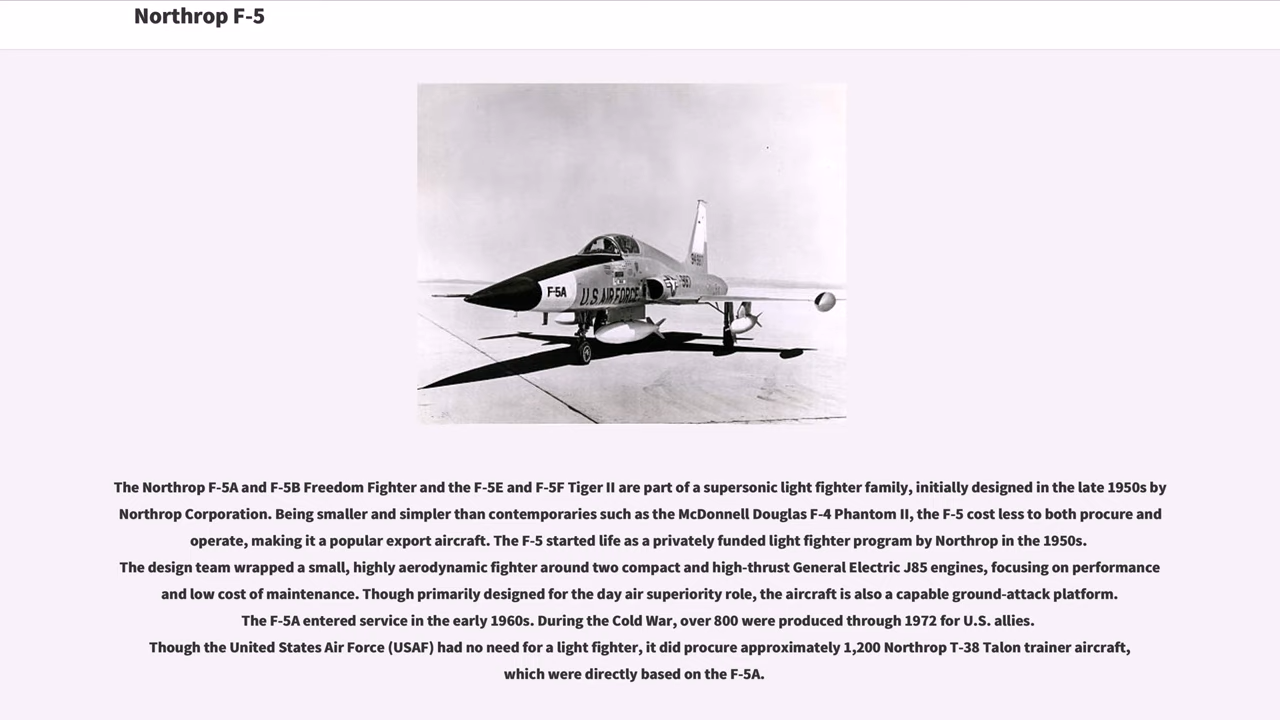 Northrop F-5
F-5A
U.S. AIR FORCE
The Northrop F-5A and F-5B Freedom Fighter and the F-5E and F-5F Tiger II are part of a supersonic light fighter family, initially designed in the late 1950s by
Northrop Corporation. Being smaller and simpler than contemporaries such as the McDonnell Douglas F-4 Phantom II, the F-5 cost less to both procure and
operate, making it a popular export aircraft. The F-5 started life as a privately funded light fighter program by Northrop in the 1950s.
The design team wrapped a small, highly aerodynamic fighter around two compact and high-thrust General Electric J85 engines, focusing on performance
and low cost of maintenance. Though primarily designed for the day air superiority role, the aircraft is also a capable ground-attack platform.
The F-5A entered service in the early 1960s. During the Cold War, over 800 were produced through 1972 for U.S. allies.
Though the United States Air Force (USAF) had no need for a light fighter, it did procure approximately 1,200 Northrop T-38 Talon trainer aircraft,
which were directly based on the F-5A.